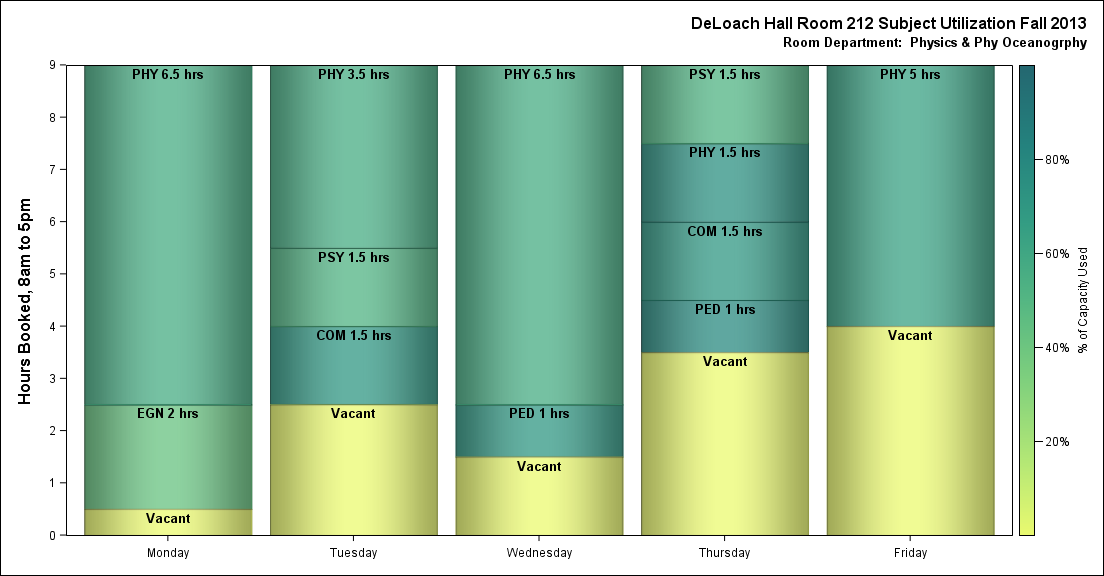 DeLoach Hall Room 212 Subject Utilization Fall 2013
Room Department: Physics & Phy Oceanogrphy
Hours Booked, 8am to 5pm
9
8
7
6
5
4
3
2
1
0
PHY 6.5 hrs
EGN 2 hrs
Vacant
Monday
PHY 3.5 hrs
PSY 1.5 hrs
COM 1.5 hrs
Vacant
Tuesday
PHY 6.5 hrs
PED 1 hrs
Vacant
Wednesday
PSY 1.5 hrs
PHY 1.5 hrs
COM 1.5 hrs
PED 1 hrs
Vacant
Thursday
PHY 5 hrs
Vacant
Friday
80%
60%
40%
20%
% of Capacity Used